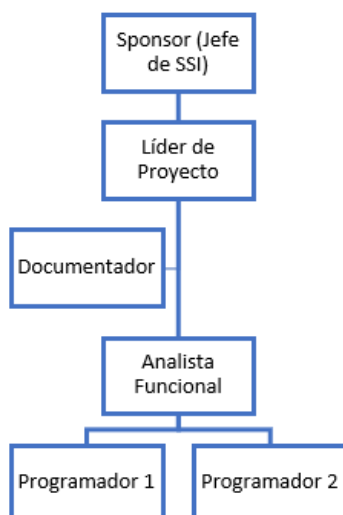 Sponsor (Jefe
de SSI)
Líder de
Proyecto
Documentador
Analista
Funcional
Programador 1
Programador 2